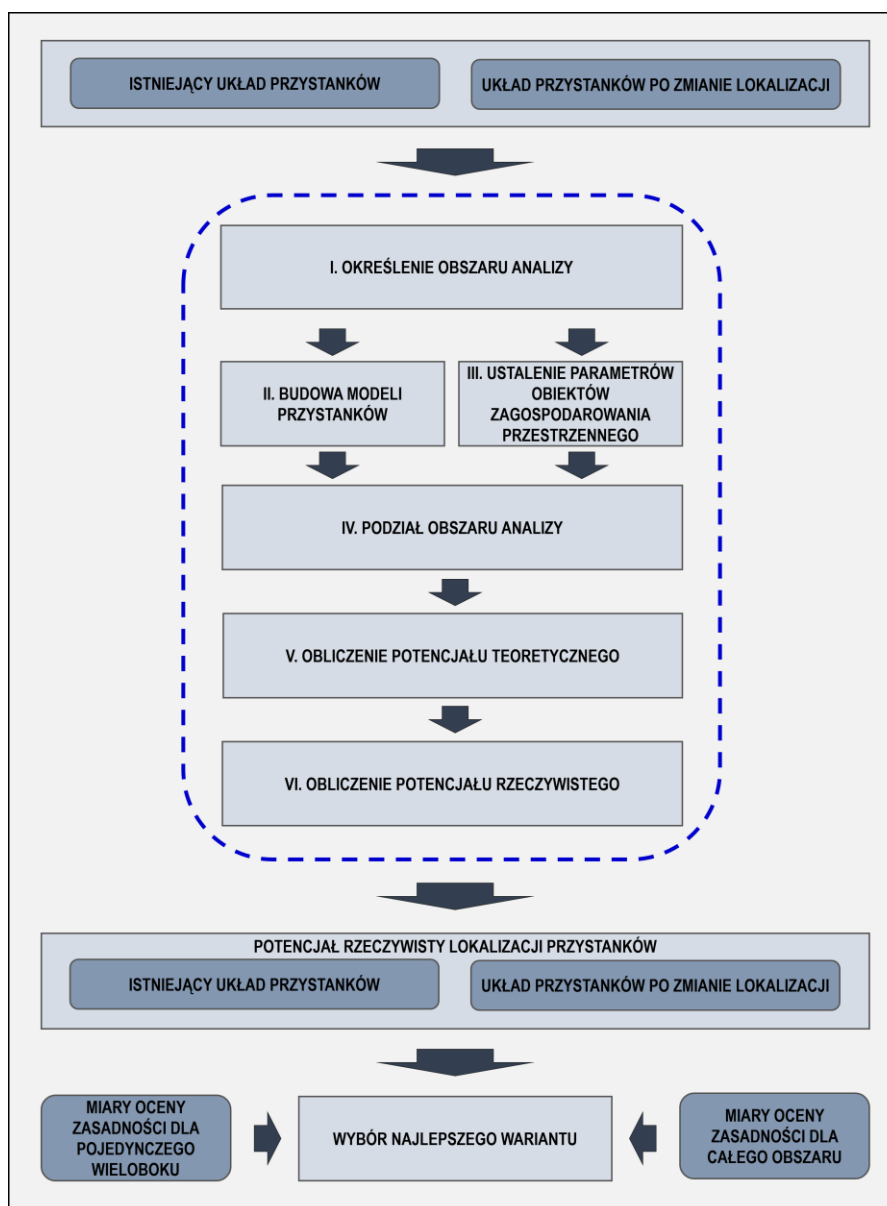 ISTNIEJĄCY UKŁAD PRZYSTANKÓW
UKŁAD PRZYSTANKÓW PO ZMIANIE LOKALIZACJI
I. OKREŚLENIE OBSZARU ANALIZY
II. BUDOWA MODELI
PRZYSTANKÓW
III. USTALENIE PARAMETRÓW
OBIEKTÓW
ZAGOSPODAROWANIA
PRZESTRZENNEGO
IV. PODZIAŁ OBSZARU ANALIZY
V. OBLICZENIE POTENCJAŁU TEORETYCZNEGO
VI. OBLICZENIE POTENCJAŁU RZECZYWISTEGO
POTENCJAŁ RZECZYWISTY LOKALIZACJI PRZYSTANKÓW
ISTNIEJĄCY UKŁAD PRZYSTANKÓW
UKŁAD PRZYSTANKÓW PO ZMIANIE LOKALIZACJI
MIARY OCENY
ZASADNOŚCI DLA
POJEDYNCZEGO
WIELOBOKU
WYBÓR NAJLEPSZEGO WARIANTU
MIARY OCENY
ZASADNOŚCI DLA
CAŁEGO OBSZARU